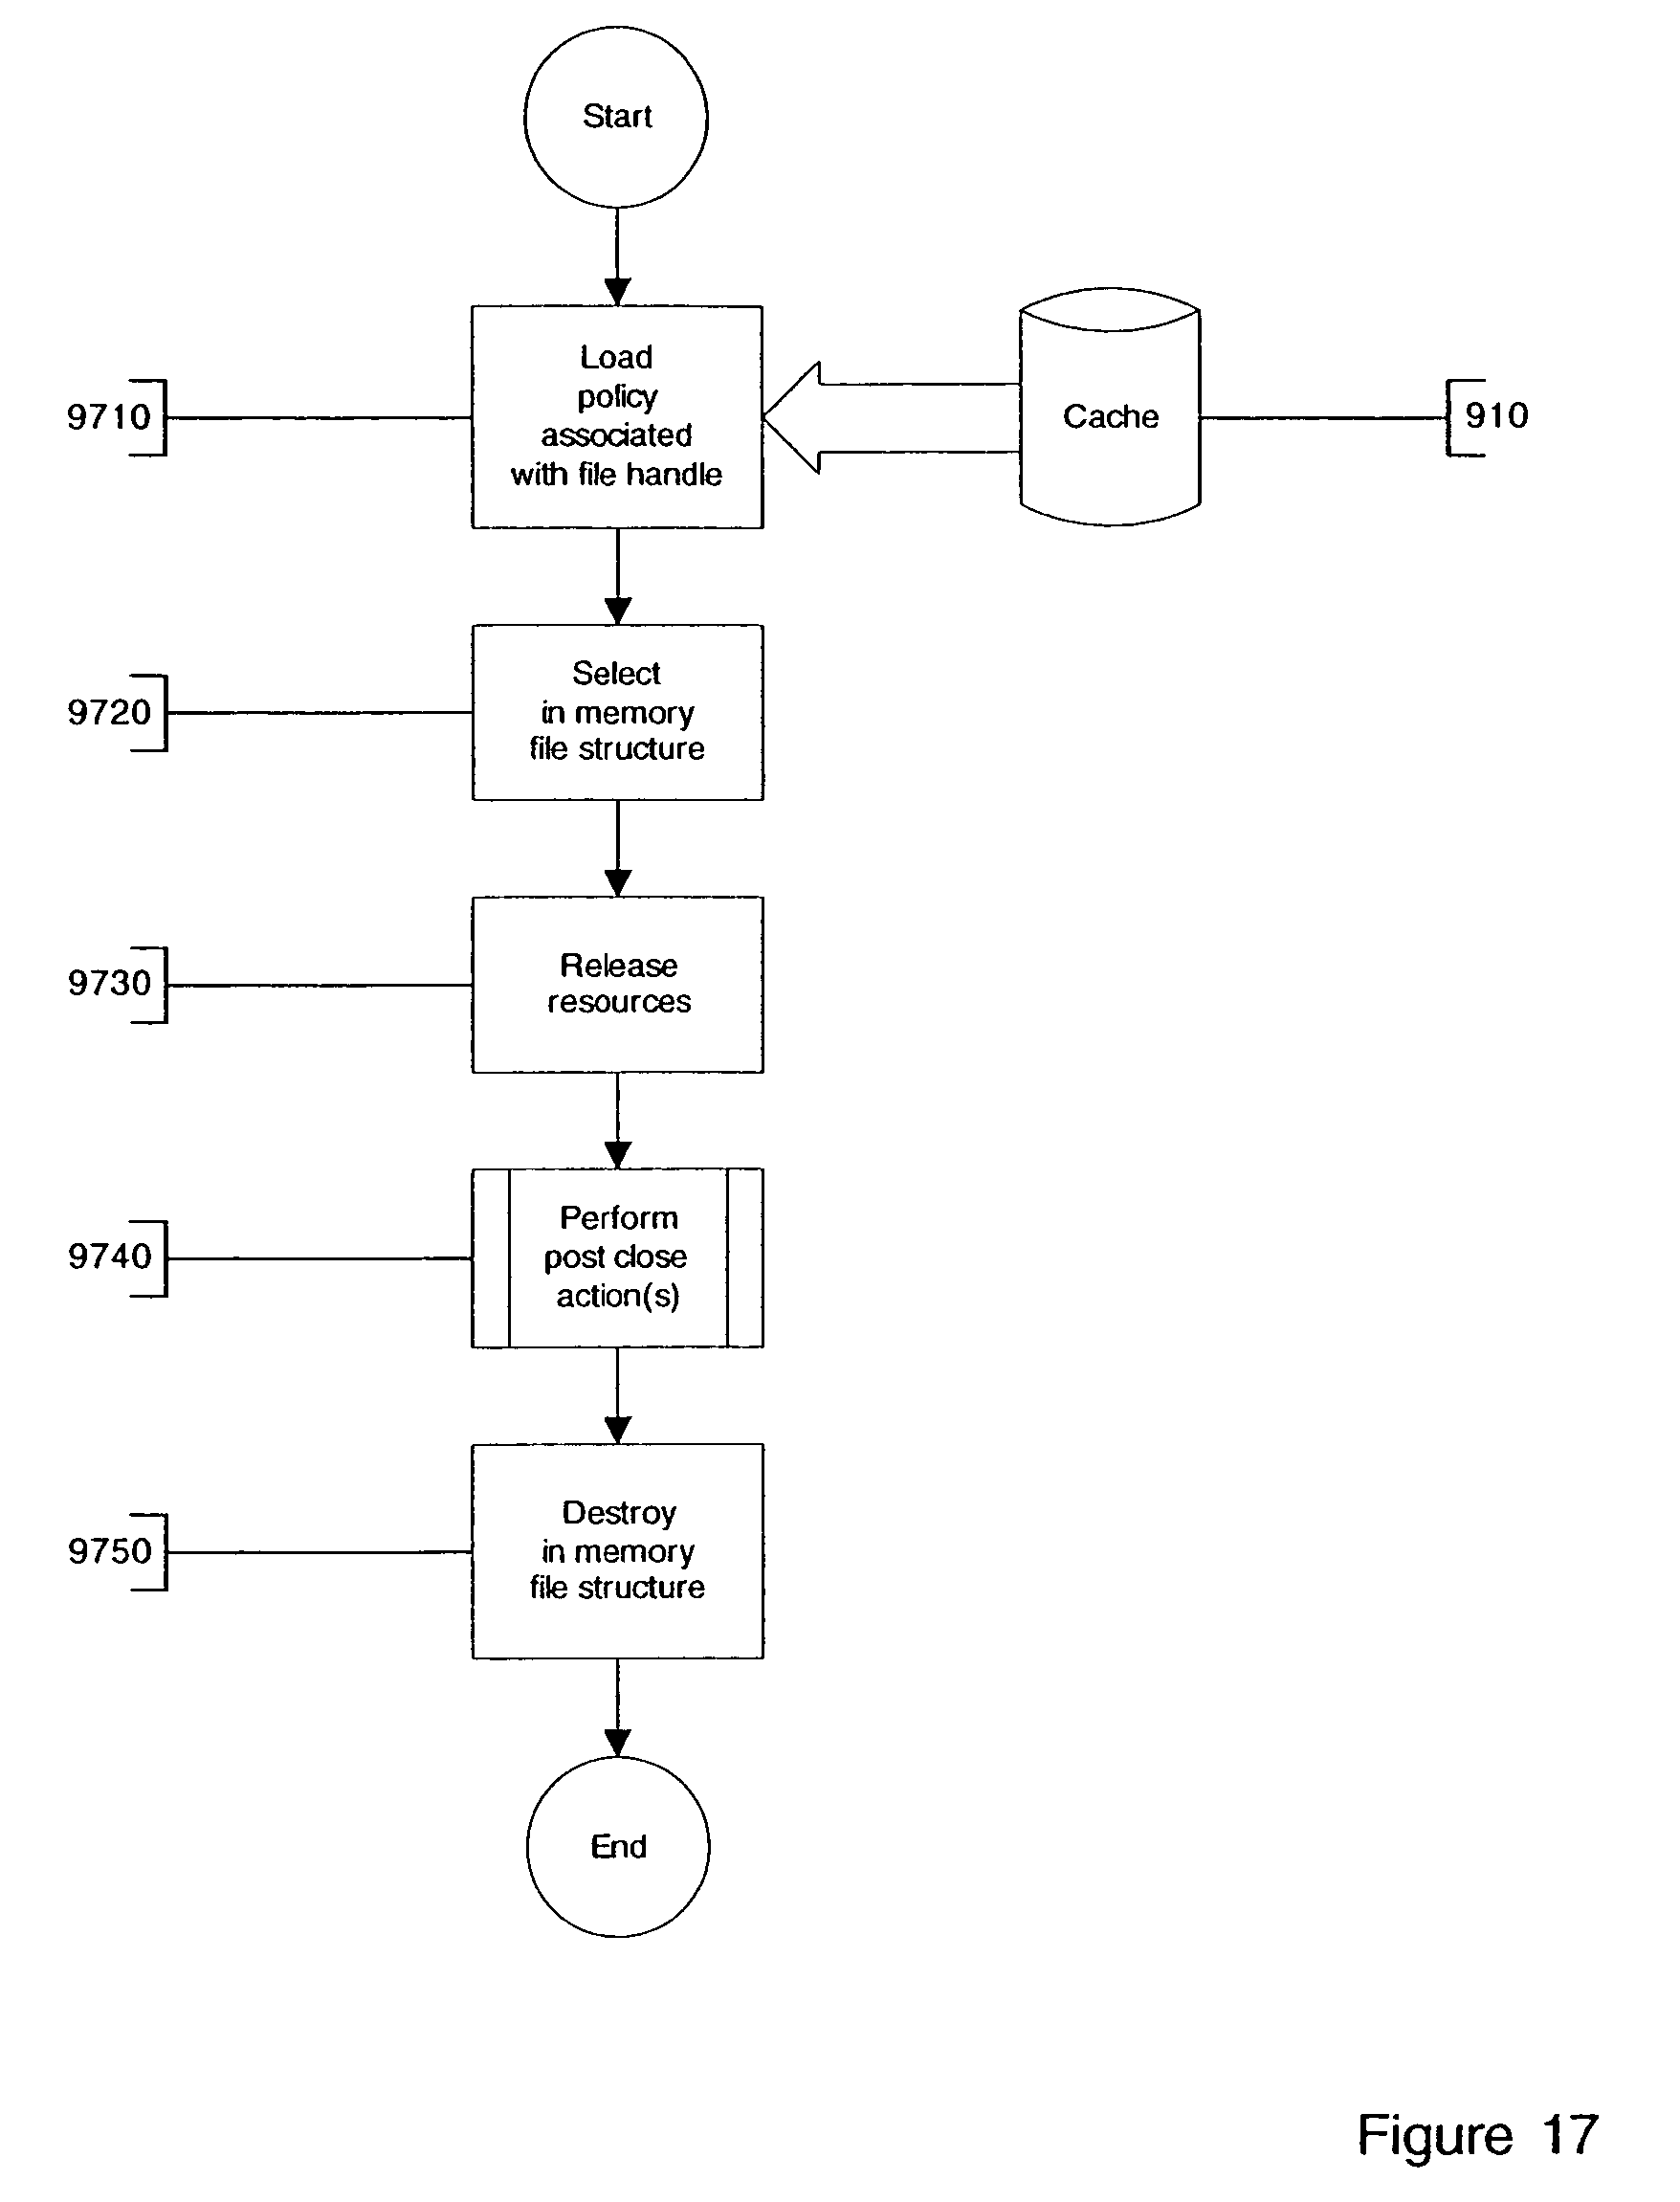 Start
Load
policy
associated
with file handle
9710
Cache
910
Select
in memory
file structure
9720
Release
resources
9730
Perform
post close
action(s)
9740
Destroy
in memory
file structure
9750
End
Figure 17